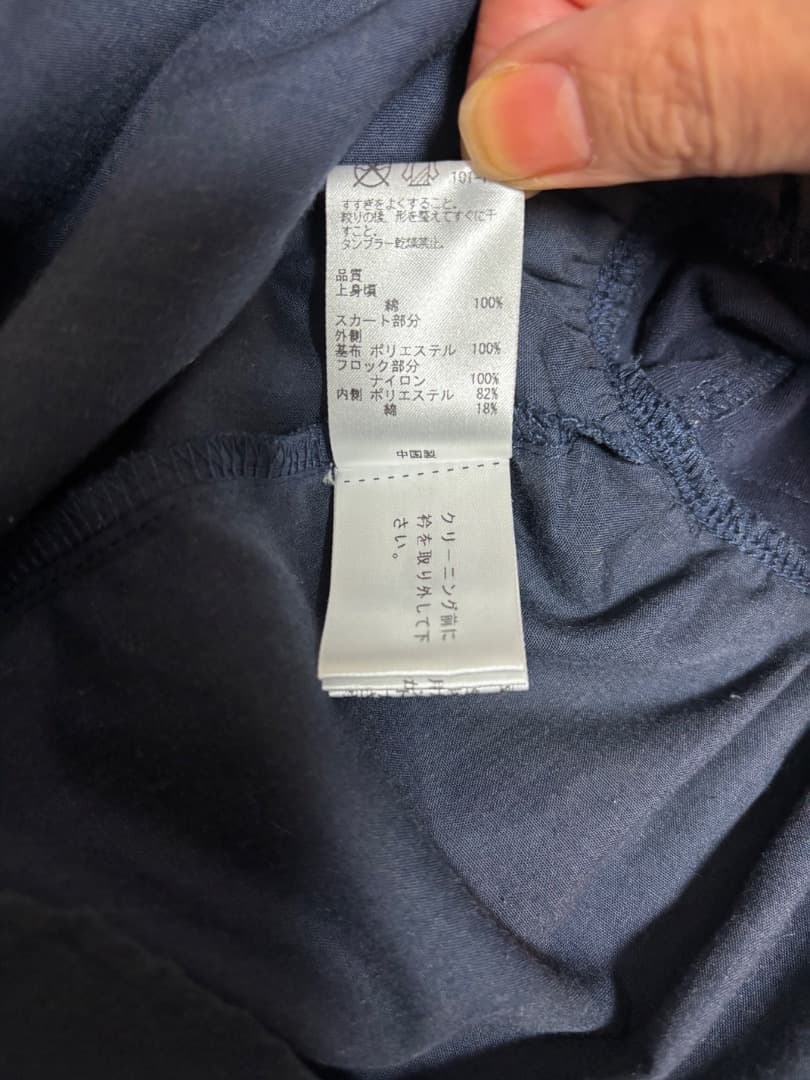 すすぎをよくすること。
絞りの後、形を整えてすぐに干
すこと。
タンブラー乾燥禁止。
品質
上身頃
綿 100%
スカート部分
外側
基布 ポリエステル 100%
フロック部分
ナイロン 100%
内側 ポリエステル 82%
綿 18%
中国製
クリーニング前に
衿を取り外して下
さい。